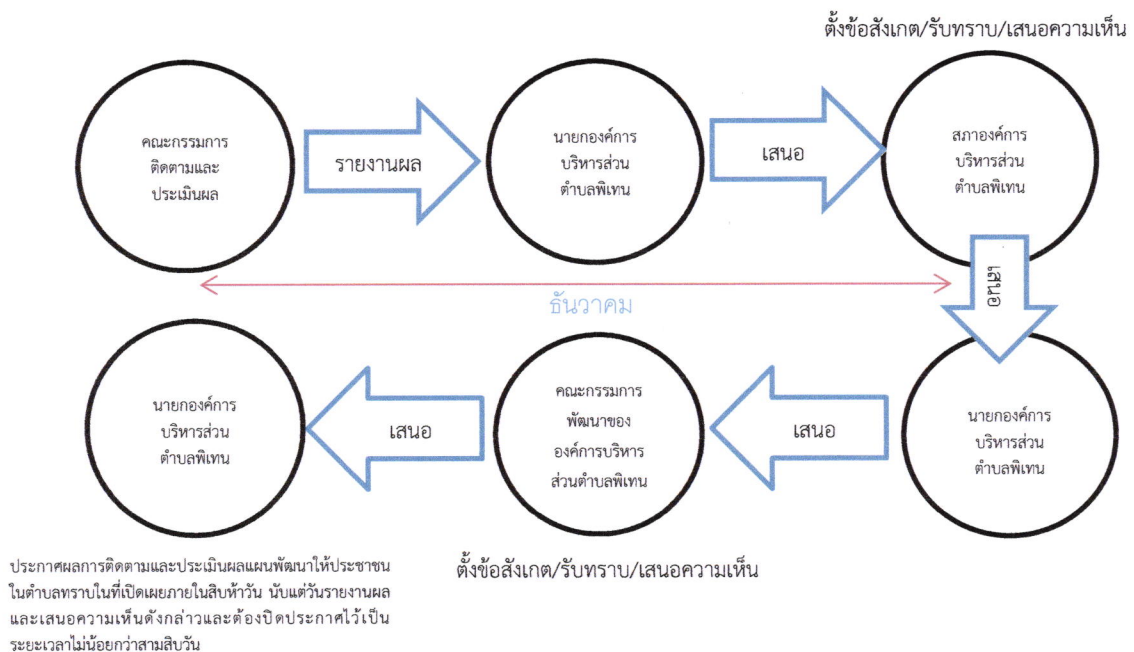 ตั้งข้อสังเกต/รับทราบ/เสนอความเห็น
คณะกรรมการ
ติดตามและ
ประเมินผล
รายงานผล
นายกองค์การ
บริหารส่วน
ตำบลพิเทน
เสนอ
สภาองค์การ
บริหารส่วน
ตำบลพิเทน
เสนอ
ธันวาคม
นายกองค์การ
บริหารส่วน
ตำบลพิเทน
เสนอ
คณะกรรมการ
พัฒนาของ
องค์การบริหาร
ส่วนตำบลพิเทน
ตั้งข้อสังเกต/รับทราบ/เสนอความเห็น
เสนอ
นายกองค์การ
บริหารส่วน
ตำบลพิเทน
ประกาศผลการติดตามและประเมินผลแผนพัฒนาให้ประชาชน
ในตำบลทราบในที่เปิดเผยภายในสิบห้าวัน นับแต่วันรายงานผล
และเสนอความเห็นดังกล่าวและต้องปิดประกาศไว้เป็น
ระยะเวลาไม่น้อยกว่าสามสิบวัน